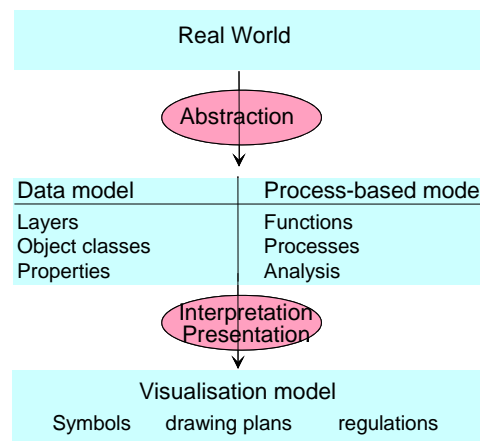 Real World
Abstraction
Data model Process-based mode
Layers Functions
Object classes Processes
Properties Analysis
Interpretation
Presentation
Visualisation model
Symbols drawing plans regulations